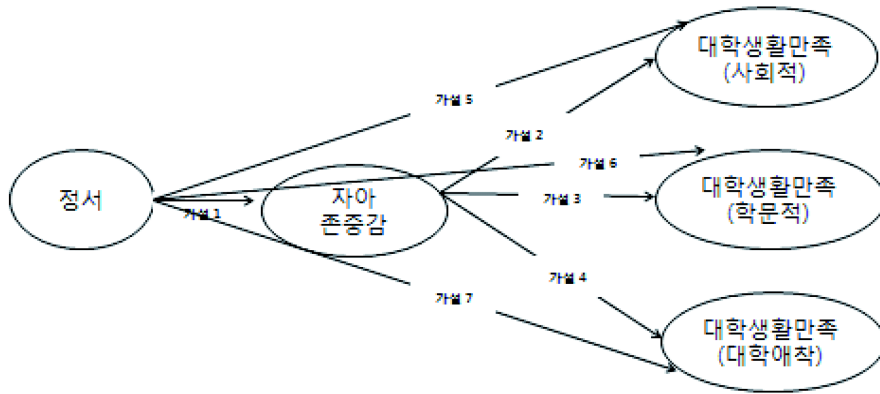 대학생활만족
(사회적)
가설 5
가설 2
가설 6
정서
가설 1
자아
존중감
가설 3
대학생활만족
(학문적)
가설 4
가설 7
대학생활만족
(대학애착)